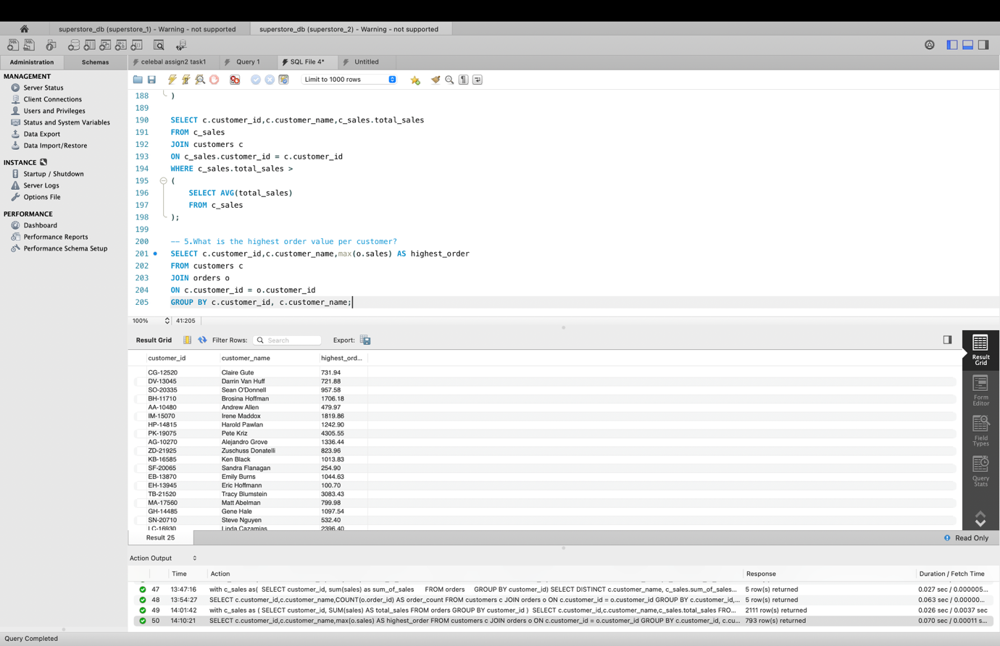 superstore_db (superstore_1) - Warning - not supported
superstore_db (superstore_2) - Warning - not supported
Administration
Schemas
celebal assign2 task1
Query 1
SQL File 4*
Untitled
MANAGEMENT
Server Status
Client Connections
Users and Privileges
Status and System Variables
Data Export
Data Import/Restore
INSTANCE
Startup / Shutdown
Server Logs
Options File
PERFORMANCE
Dashboard
Performance Reports
Performance Schema Setup
Limit to 1000 rows
188 )
189
190 SELECT c.customer_id,c.customer_name,c_sales.total_sales
191 FROM c_sales
192 JOIN customers c
193 ON c_sales.customer_id = c.customer_id
194 WHERE c_sales.total_sales >
195 (
196 SELECT AVG(total_sales)
197 FROM c_sales
198 );
199
200 -- 5.What is the highest order value per customer?
201 SELECT c.customer_id,c.customer_name,max(o.sales) AS highest_order
202 FROM customers c
203 JOIN orders o
204 ON c.customer_id = o.customer_id
205 GROUP BY c.customer_id, c.customer_name;
100% 41:205
Result Grid Filter Rows: Search Export:
customer_id customer_name highest_ord...
CG-12520 Claire Gute 731.94
DV-13045 Darrin Van Huff 721.88
SO-20335 Sean O'Donnell 957.58
BH-11710 Brosina Hoffman 1706.18
AA-10480 Andrew Allen 479.97
IM-15070 Irene Maddox 1819.86
HP-14815 Harold Pawlan 1242.90
PK-19075 Pete Kriz 4305.55
AG-10270 Alejandro Grove 1336.44
ZD-21925 Zuschuss Donatelli 823.96
KB-16585 Ken Black 1013.83
SF-20065 Sandra Flanagan 254.90
EB-13870 Emily Burns 1044.63
EH-13945 Eric Hoffmann 100.70
TB-21520 Tracy Blumstein 3083.43
MA-17560 Matt Abelman 799.98
GH-14485 Gene Hale 1097.54
SN-20710 Steve Nguyen 532.40
LC-16930 Linda Cazamias 2396.40
Result Grid
Form Editor
Field Types
Query Stats
Result 25
Read Only
Action Output
Time Action Response Duration / Fetch Time
47 13:47:16 with c_sales as( SELECT customer_id, sum(sales) as sum_of_sales FROM orders GROUP BY customer_id) SELECT DISTINCT c.customer_name, c_sales.sum_of_sales... 5 row(s) returned 0.027 sec / 0.000005...
48 13:54:27 SELECT c.customer_id,c.customer_name,COUNT(o.order_id) AS order_count FROM customers c JOIN orders o ON c.customer_id = o.customer_id GROUP BY c.customer_id,... 5 row(s) returned 0.063 sec / 0.00000...
49 14:01:42 with c_sales as ( SELECT customer_id, SUM(sales) AS total_sales FROM orders GROUP BY customer_id ) SELECT c.customer_id,c.customer_name,c_sales.total_sales FRO... 2111 row(s) returned 0.026 sec / 0.0037 sec
50 14:10:21 SELECT c.customer_id,c.customer_name,max(o.sales) AS highest_order FROM customers c JOIN orders o ON c.customer_id = o.customer_id GROUP BY c.customer_id, c.cu... 793 row(s) returned 0.070 sec / 0.00011 s...
Query Completed